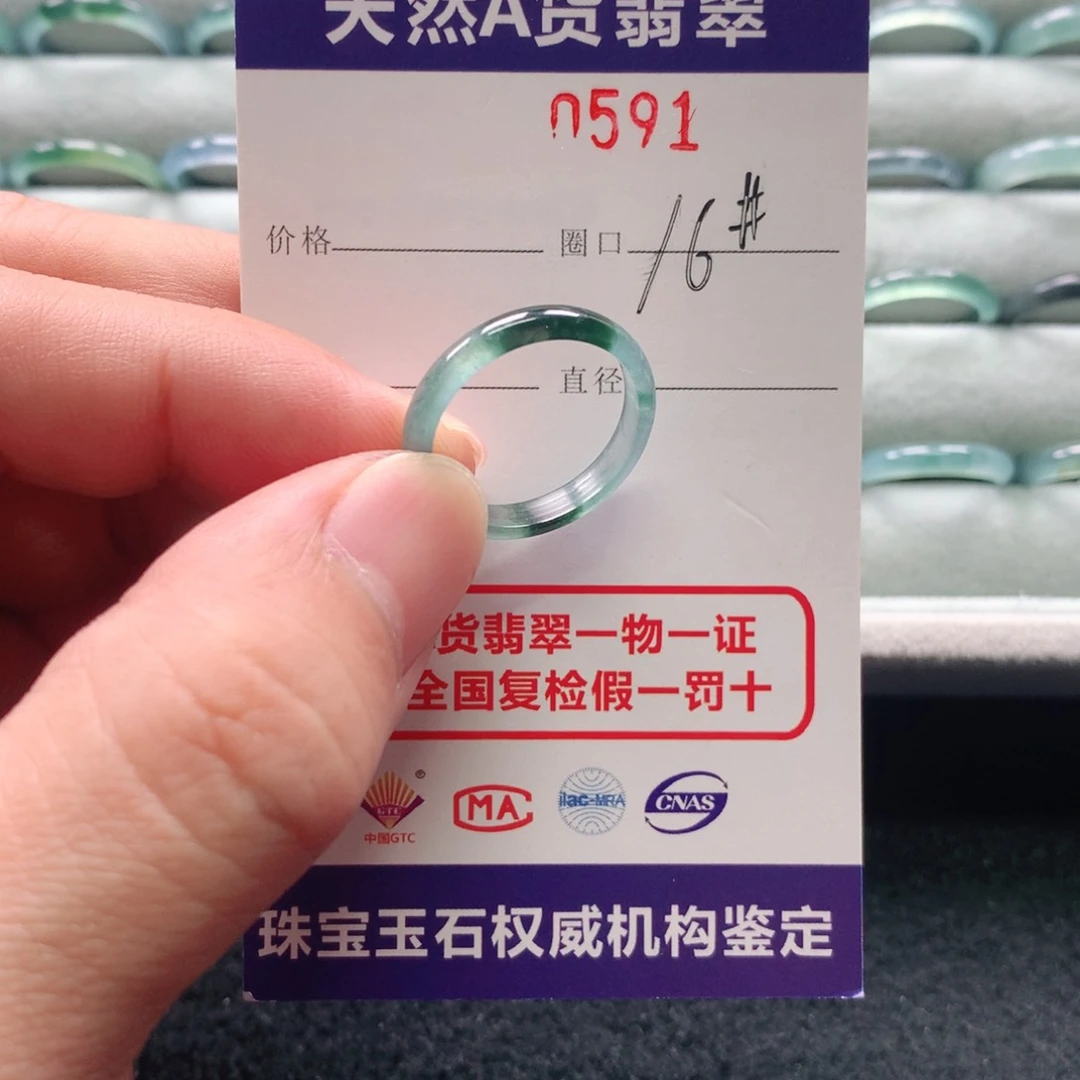 天然A货翡翠
0591
价格 圈口 16#
直径
货翡翠一物一证
全国复检假一罚十
GTC ® MA ilac-MRA CNAS
中国GTC
珠宝玉石权威机构鉴定